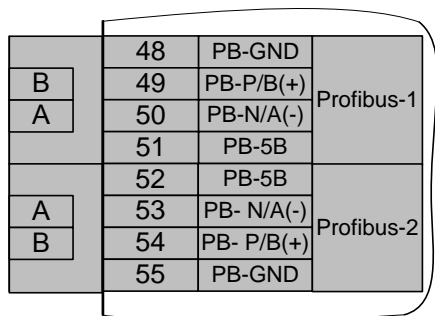 48 PB-GND
B 49 PB-P/B(+)
Profibus-1
A 50 PB-N/A(-)
51 PB-5B
52 PB-5B
A 53 PB- N/A(-)
Profibus-2
B 54 PB- P/B(+)
55 PB-GND